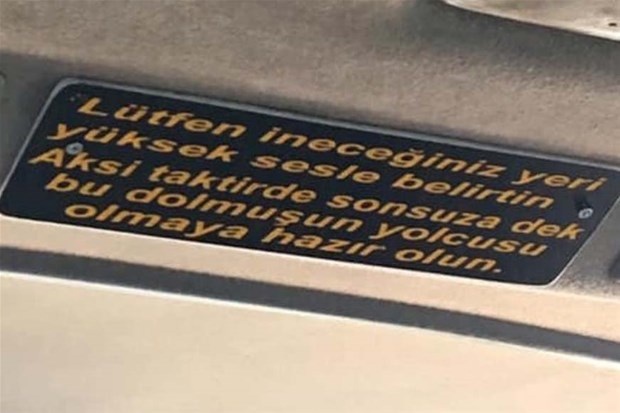 Lütfen ineceğiniz yeri
yüksek sesle belirtin
Aksi taktirde sonsuza dek
bu dolmuşun yolcusu
olmaya hazır olun.